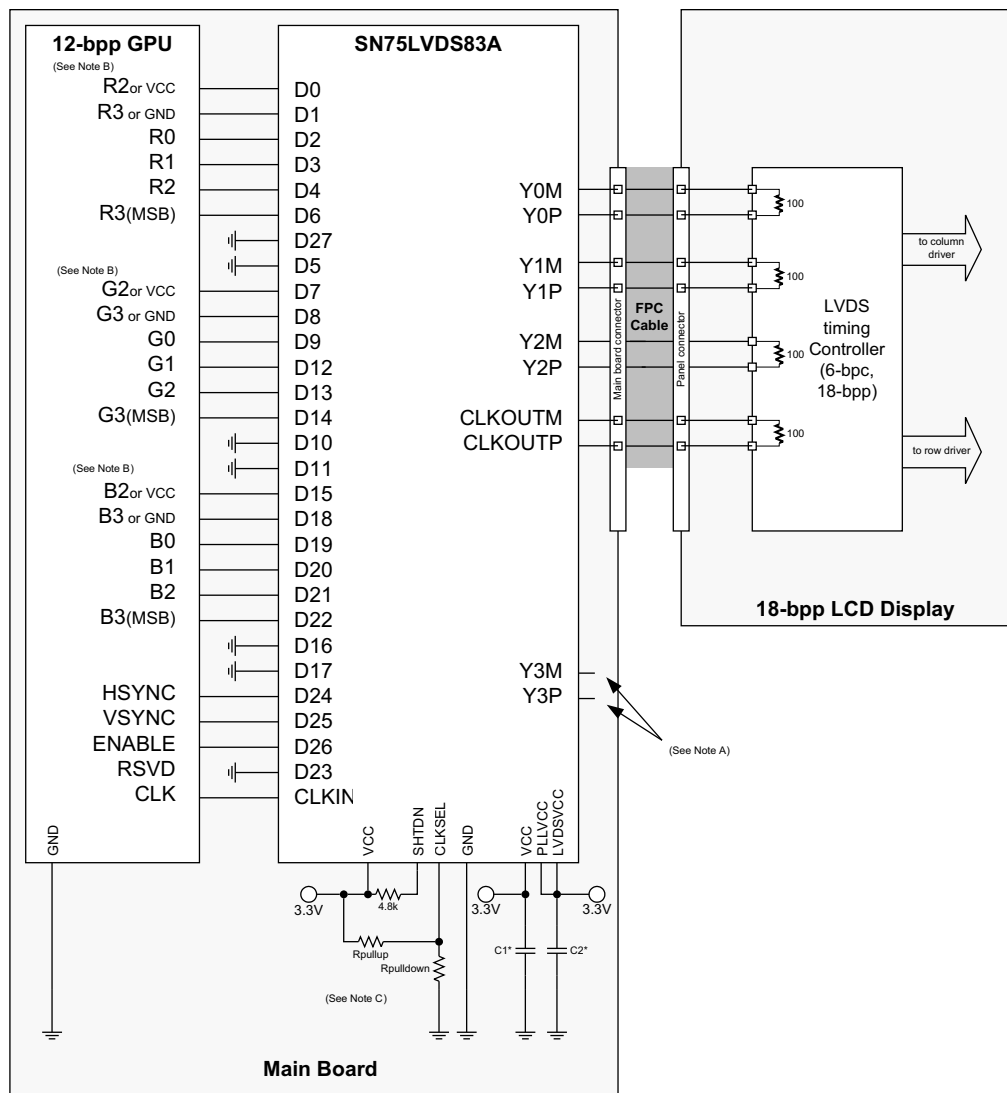 12-bpp GPU
(See Note B)
R2 or VCC
R3 or GND
R0
R1
R2
R3(MSB)
(See Note B)
G2 or VCC
G3 or GND
G0
G1
G2
G3(MSB)
(See Note B)
B2 or VCC
B3 or GND
B0
B1
B2
B3(MSB)
HSYNC
VSYNC
ENABLE
RSVD
CLK
GND
SN75LVDS83A
D0
D1
D2
D3
D4
D6
D27
D5
D7
D8
D9
D12
D13
D14
D10
D11
D15
D18
D19
D20
D21
D22
D16
D17
D24
D25
D26
D23
CLKIN
Y0M
Y0P
Y1M
Y1P
Y2M
Y2P
CLKOUTM
CLKOUTP
Y3M
Y3P
(See Note A)
VCC
SHTDN
CLKSEL
GND
VCC
PLLVCC
LVDSVCC
3.3V
4.8k
Rpullup
Rpulldown
(See Note C)
3.3V
3.3V
C1*
C2*
Main Board
Main board connector
FPC
Cable
Panel connector
100
100
100
100
LVDS
timing
Controller
(6-bpc,
18-bpp)
to column
driver
to row driver
18-bpp LCD Display